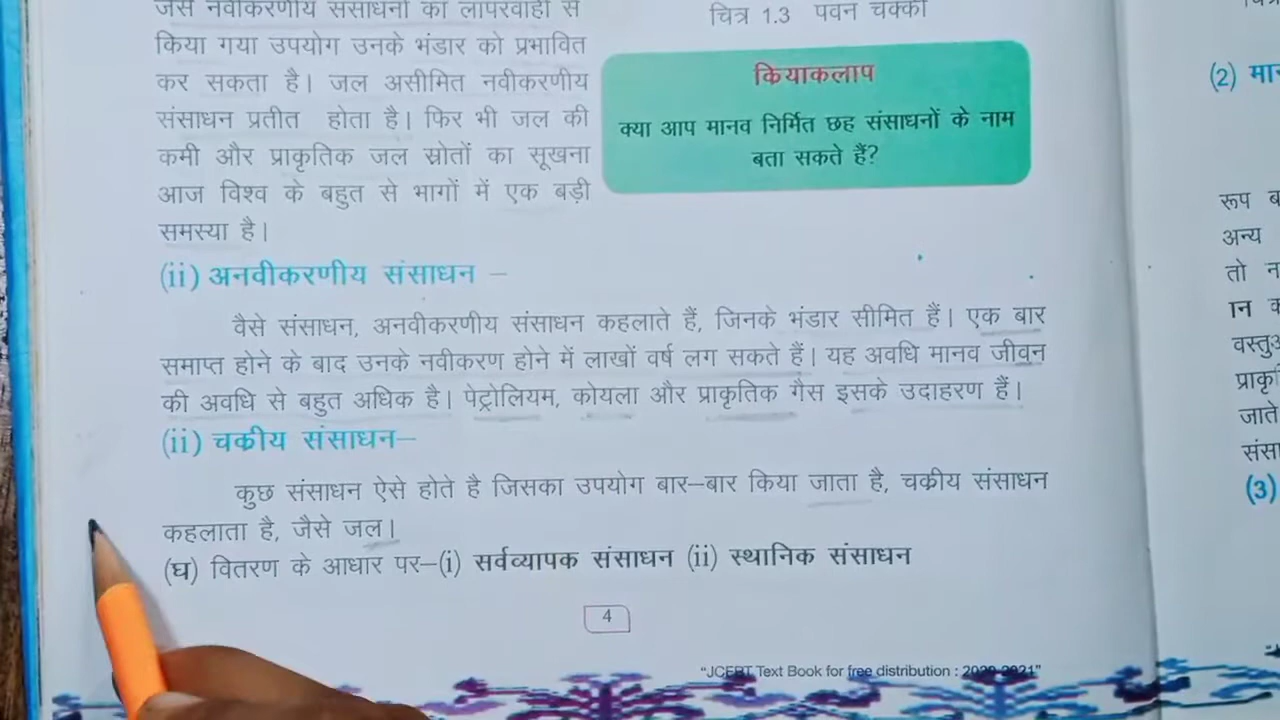 जैसे नवीकरणीय संसाधनों का लापरवाही से
किया गया उपयोग उनके भंडार को प्रभावित
कर सकता है। जल असीमित नवीकरणीय
संसाधन प्रतीत होता है। फिर भी जल की
कमी और प्राकृतिक जल स्रोतों का सूखना
आज विश्व के बहुत से भागों में एक बड़ी
समस्या है।
चित्र 1.3 पवन चक्की
कियाकलाप
क्या आप मानव निर्मित छह संसाधनों के नाम
बता सकते हैं?
(ii) अनवीकरणीय संसाधन –
वैसे संसाधन, अनवीकरणीय संसाधन कहलाते हैं, जिनके भंडार सीमित हैं। एक बार
समाप्त होने के बाद उनके नवीकरण होने में लाखों वर्ष लग सकते हैं। यह अवधि मानव जीवन
की अवधि से बहुत अधिक है। पेट्रोलियम, कोयला और प्राकृतिक गैस इसके उदाहरण हैं।
(ii) चकीय संसाधन–
कुछ संसाधन ऐसे होते है जिसका उपयोग बार–बार किया जाता है, चकीय संसाधन
कहलाता है, जैसे जल।
(घ) वितरण के आधार पर–(i) सर्वव्यापक संसाधन (ii) स्थानिक संसाधन
4
"JCERT Text Book for free distribution : 2020-2021"
(2)
रूप
अन्य
तो
(3)